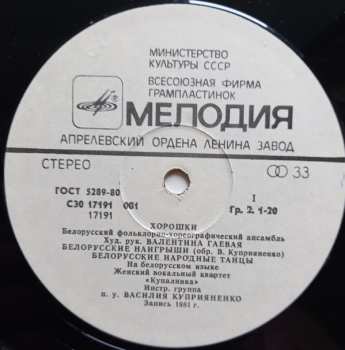 МИНИСТЕРСТВО
КУЛЬТУРЫ СССР
ВСЕСОЮЗНАЯ ФИРМА
ГРАМПЛАСТИНОК
МЕЛОДИЯ
АПРЕЛЕВСКИЙ ОРДЕНА ЛЕНИНА ЗАВОД
СТЕРЕО
33
ГОСТ 5289-80
I
С30 17191 001
Гр. 2. 1-20
17191
ХОРОШКИ
Белорусский фольклорно-хореографический ансамбль
Худ. рук. ВАЛЕНТИНА ГАЕВАЯ
БЕЛОРУССКИЕ НАИГРЫШИ (обр. В. Куприяненко)
БЕЛОРУССКИЕ НАРОДНЫЕ ТАНЦЫ
На белорусском языке
Женский вокальный квартет
«Купалинка»
Инстр. группа
п. у. ВАСИЛИЯ КУПРИЯНЕНКО
Запись 1981 г.